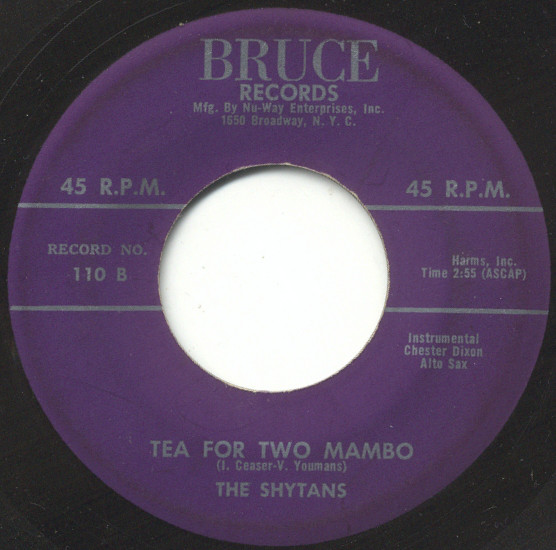 BRUCE
RECORDS
Mfg. By Nu-Way Enterprises, Inc.
1650 Broadway, N. Y. C.
45 R.P.M.
45 R.P.M.
RECORD NO.
110 B
Harms, Inc.
Time 2:55 (ASCAP)
Instrumental
Chester Dixon
Alto Sax
TEA FOR TWO MAMBO
(I. Ceaser-V. Youmans)
THE SHYTANS